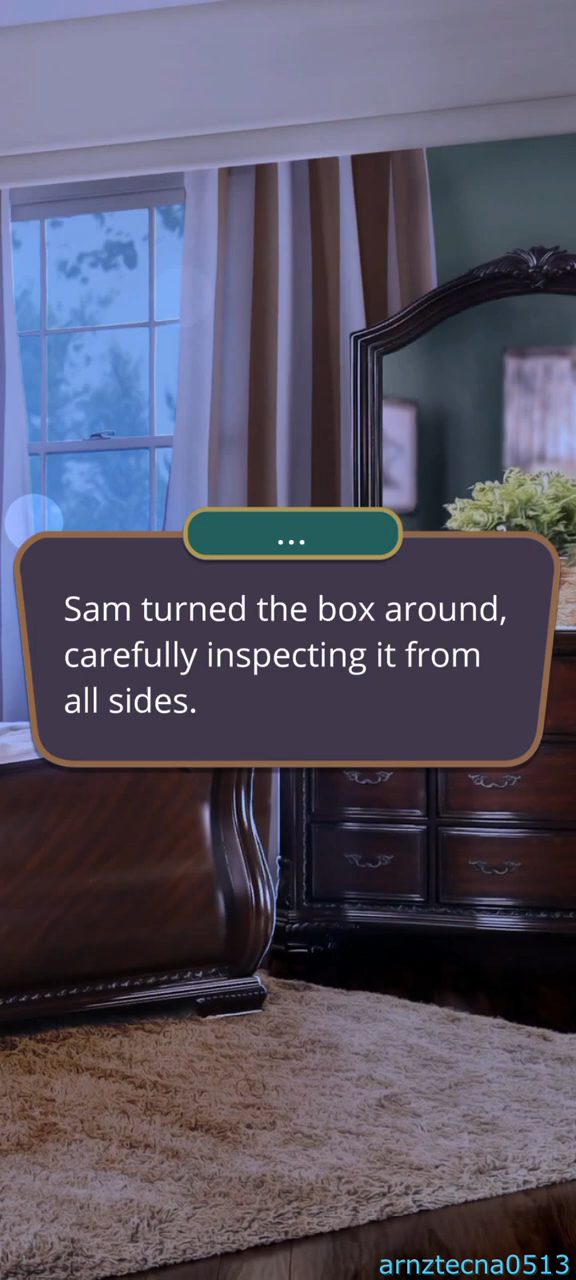 ...
Sam turned the box around,
carefully inspecting it from
all sides.
arnztecna0513